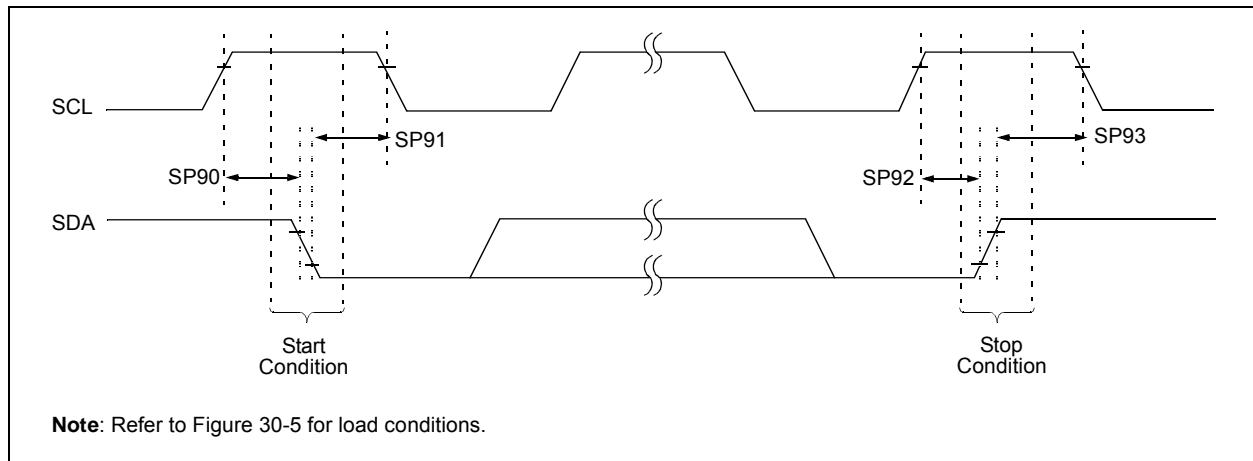 SCL
SP91
SP93
SP90
SP92
SDA
Start
Condition
Stop
Condition
Note: Refer to Figure 30-5 for load conditions.